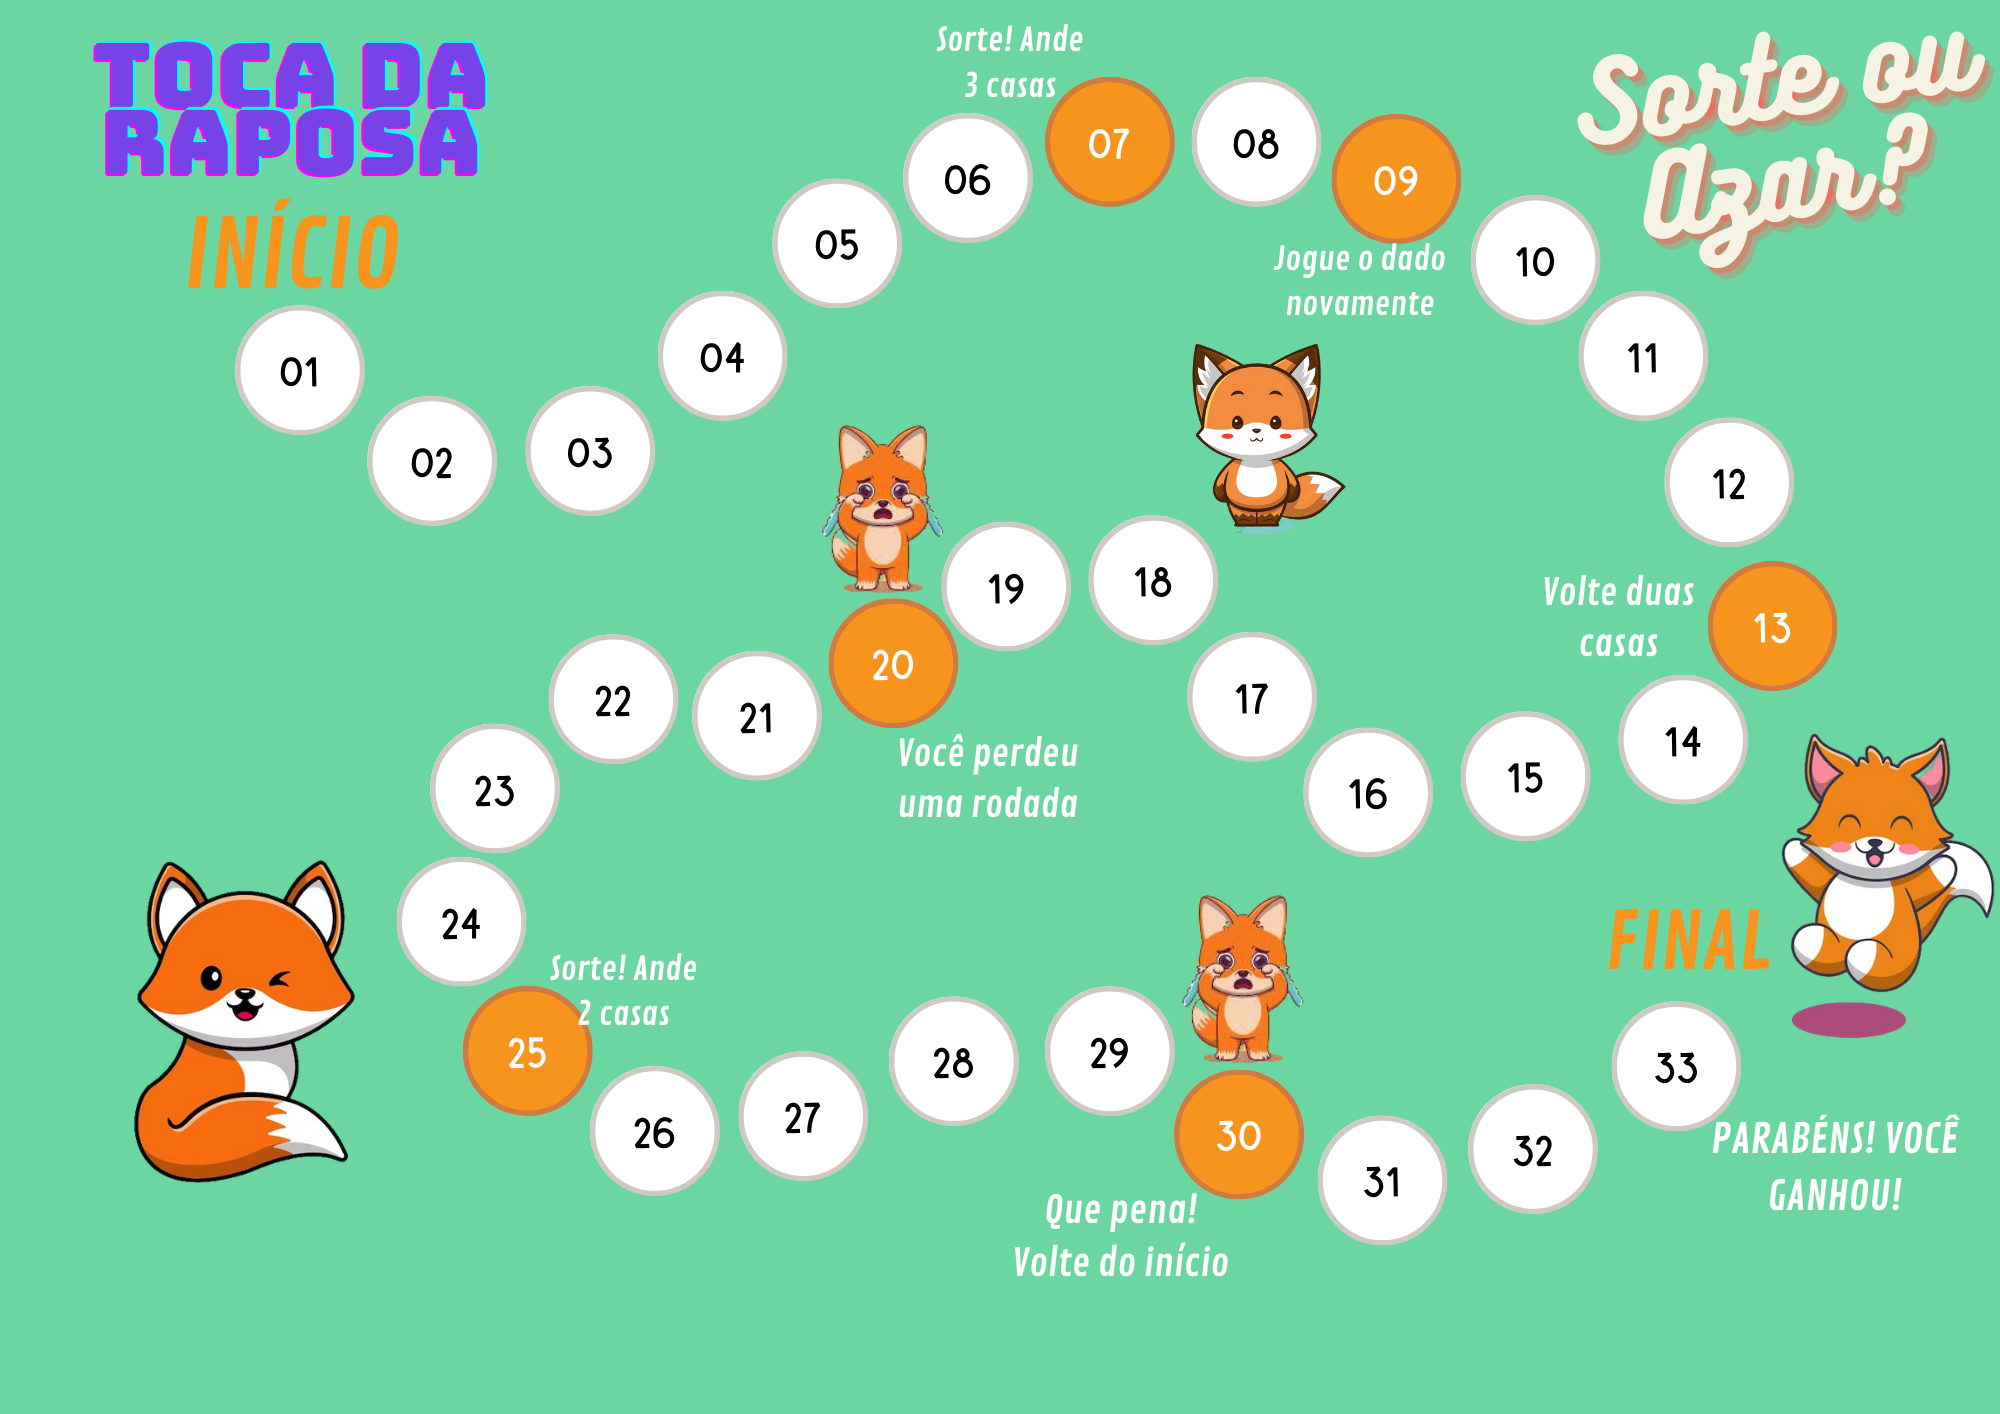 TOCA DA
RAPOSA
INÍCIO
Sorte ou
Azar?
01
02
03
04
05
06
Sorte! Ande
3 casas
07
08
09
Jogue o dado
novamente
10
11
12
13
Volte duas
casas
14
15
16
17
18
19
20
Você perdeu
uma rodada
21
22
23
24
25
Sorte! Ande
2 casas
26
27
28
29
30
Que pena!
Volte do início
31
32
33
FINAL
PARABÉNS! VOCÊ
GANHOU!